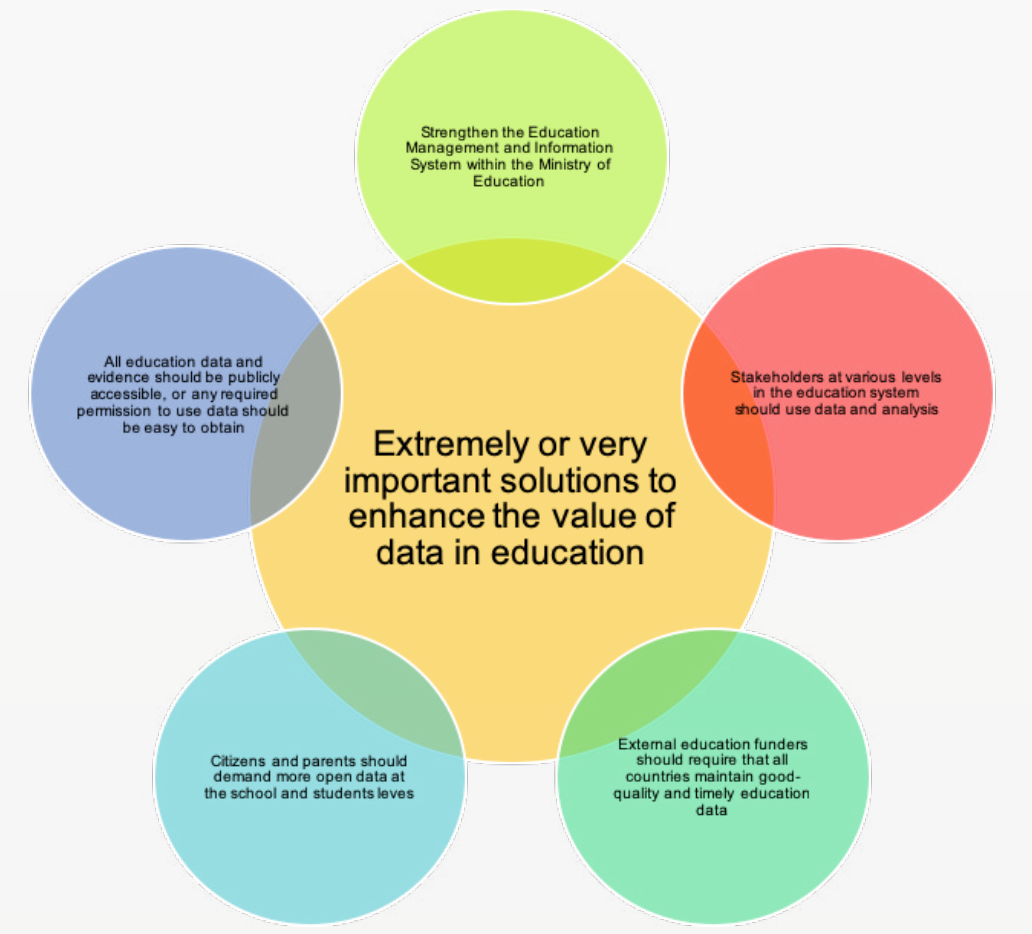 Strengthen the Education
Management and Information
System within the Ministry of
Education
All education data and
evidence should be publicly
accessible, or any required
permission to use data should
be easy to obtain
Stakeholders at various levels
in the education system
should use data and analysis
Extremely or very
important solutions to
enhance the value of
data in education
Citizens and parents should
demand more open data at
the school and students leves
External education funders
should require that all
countries maintain good-
quality and timely education
data